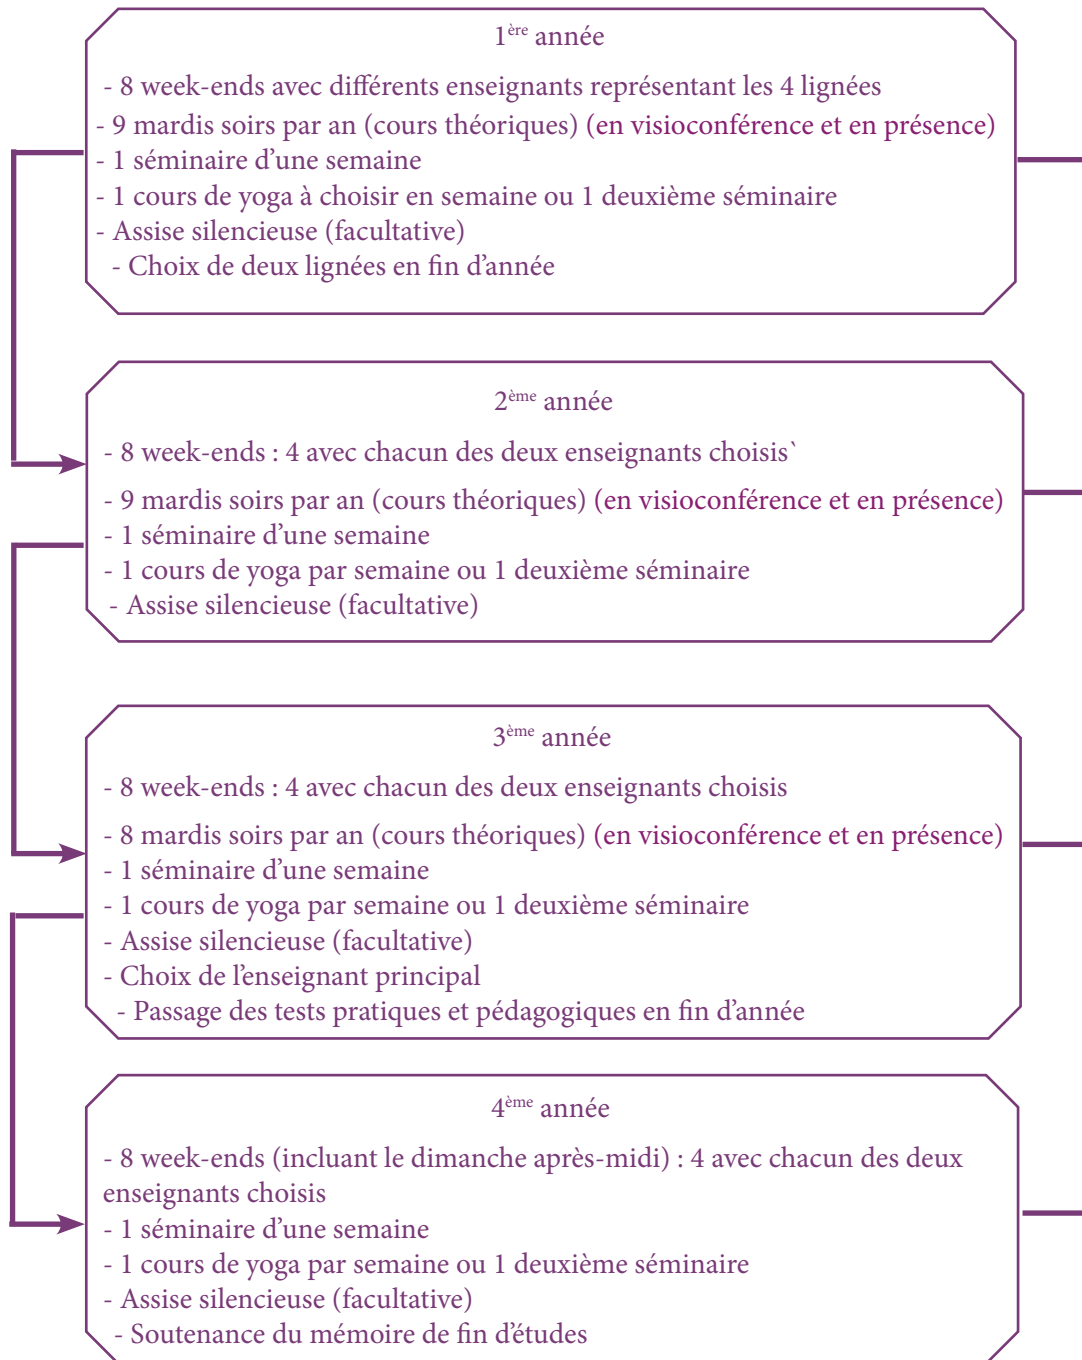 1ère année
- 8 week-ends avec différents enseignants représentant les 4 lignées
- 9 mardis soirs par an (cours théoriques) (en visioconférence et en présence)
- 1 séminaire d'une semaine
- 1 cours de yoga à choisir en semaine ou 1 deuxième séminaire
- Assise silencieuse (facultative)
- Choix de deux lignées en fin d'année
2ème année
- 8 week-ends : 4 avec chacun des deux enseignants choisis`
- 9 mardis soirs par an (cours théoriques) (en visioconférence et en présence)
- 1 séminaire d'une semaine
- 1 cours de yoga par semaine ou 1 deuxième séminaire
- Assise silencieuse (facultative)
3ème année
- 8 week-ends : 4 avec chacun des deux enseignants choisis
- 8 mardis soirs par an (cours théoriques) (en visioconférence et en présence)
- 1 séminaire d'une semaine
- 1 cours de yoga par semaine ou 1 deuxième séminaire
- Assise silencieuse (facultative)
- Choix de l'enseignant principal
- Passage des tests pratiques et pédagogiques en fin d'année
4ème année
- 8 week-ends (incluant le dimanche après-midi) : 4 avec chacun des deux
enseignants choisis
- 1 séminaire d'une semaine
- 1 cours de yoga par semaine ou 1 deuxième séminaire
- Assise silencieuse (facultative)
- Soutenance du mémoire de fin d'études